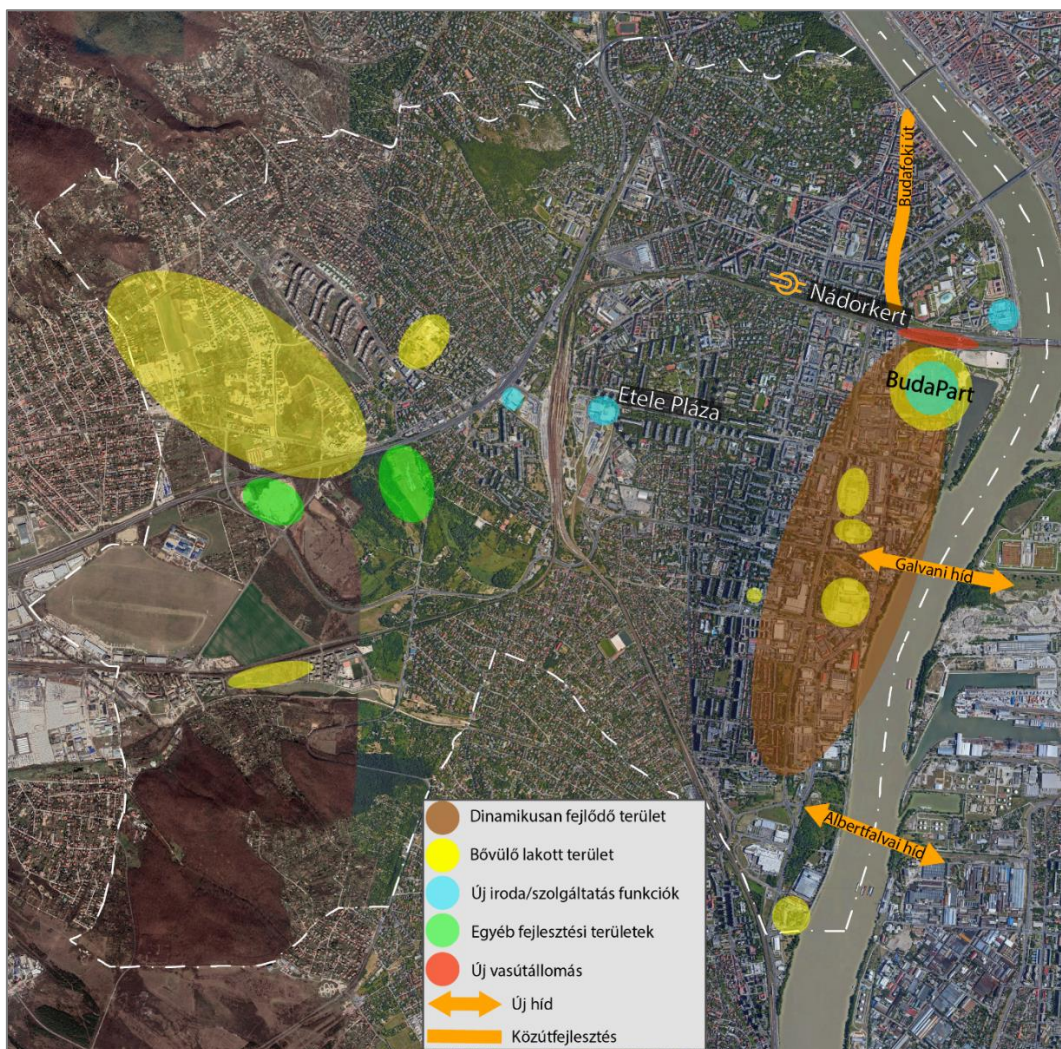 Budafoki út
Nádorkert
BudaPart
Etele Pláza
Galvani híd
Albertfalvai híd
Dinamikusan fejlődő terület
Bővülő lakott terület
Új iroda/szolgáltatás funkciók
Egyéb fejlesztési területek
Új vasútállomás
Új híd
Közútfejlesztés